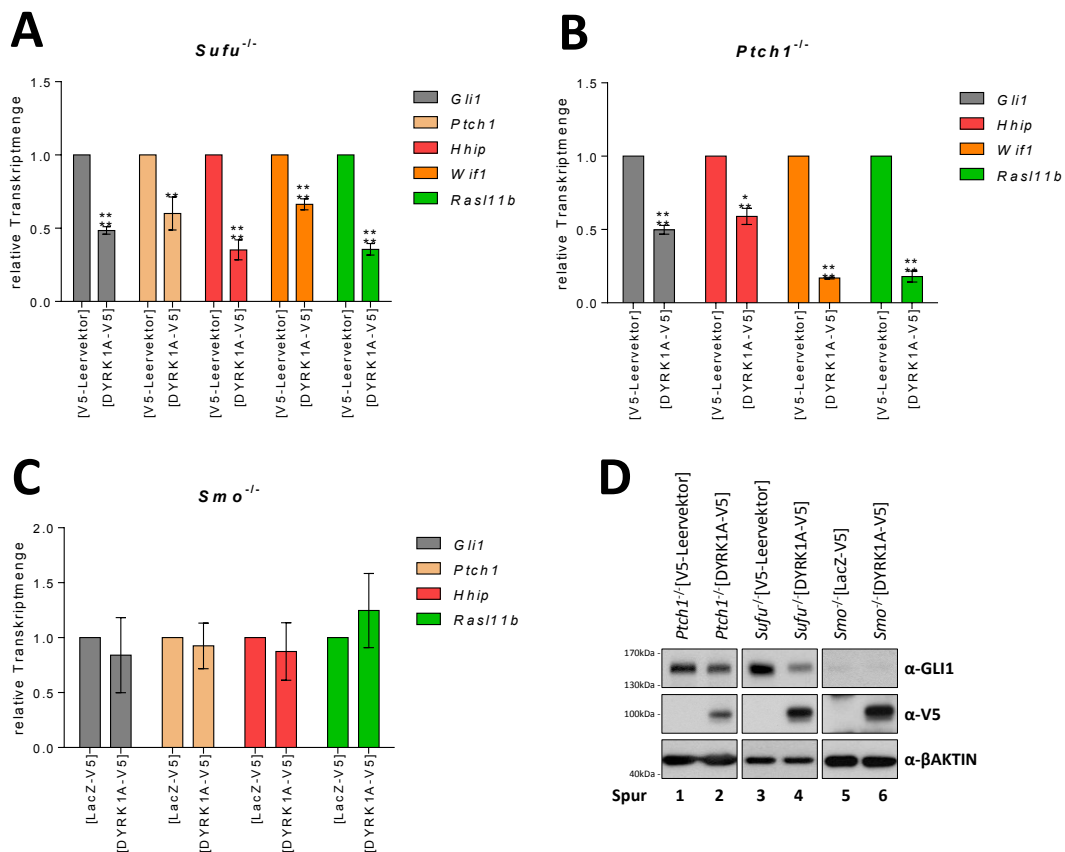 A
Sufu-/-
relative Transkriptmenge
1.5
1.0
0.5
0.0
** **
**
** **
** **
** **
[V5-Leervektor]
[DYRK1A-V5]
[V5-Leervektor]
[DYRK1A-V5]
[V5-Leervektor]
[DYRK1A-V5]
[V5-Leervektor]
[DYRK1A-V5]
[V5-Leervektor]
[DYRK1A-V5]
Gli1
Ptch1
Hhip
Wif1
Rasl11b
B
Ptch1-/-
relative Transkriptmenge
1.5
1.0
0.5
0.0
** **
* **
** **
** **
[V5-Leervektor]
[DYRK1A-V5]
[V5-Leervektor]
[DYRK1A-V5]
[V5-Leervektor]
[DYRK1A-V5]
[V5-Leervektor]
[DYRK1A-V5]
Gli1
Hhip
Wif1
Rasl11b
C
Smo-/-
relative Transkriptmenge
2.0
1.5
1.0
0.5
0.0
[LacZ-V5]
[DYRK1A-V5]
[LacZ-V5]
[DYRK1A-V5]
[LacZ-V5]
[DYRK1A-V5]
[LacZ-V5]
[DYRK1A-V5]
Gli1
Ptch1
Hhip
Rasl11b
D
Ptch1-/-[V5-Leervektor]
Ptch1-/-[DYRK1A-V5]
Sufu-/-[V5-Leervektor]
Sufu-/-[DYRK1A-V5]
Smo-/-[LacZ-V5]
Smo-/-[DYRK1A-V5]
170kDa -
130kDa -
α-GLI1
100kDa -
α-V5
40kDa -
α-βAKTIN
Spur 1 2 3 4 5 6